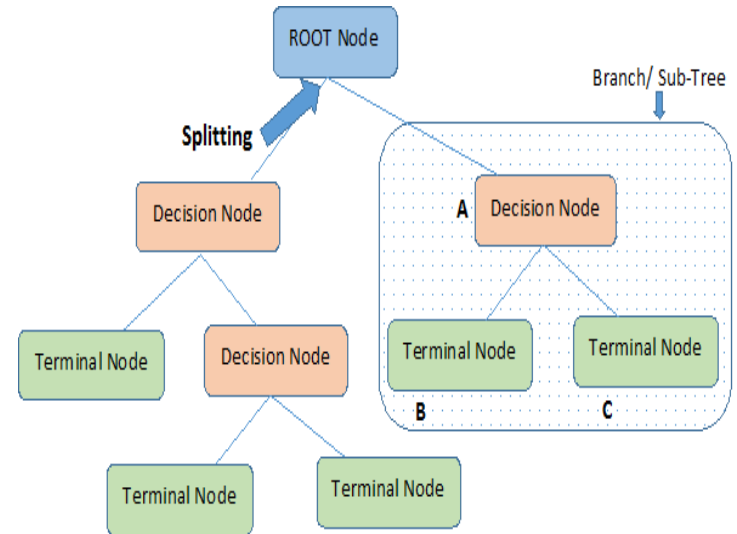 ROOT Node
Branch/ Sub-Tree
Splitting
Decision Node
A
Decision Node
Terminal Node
Decision Node
Terminal Node
Terminal Node
B
C
Terminal Node
Terminal Node